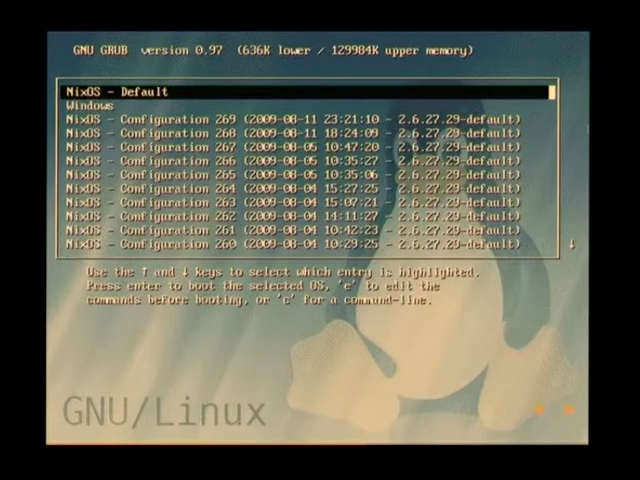 GNU GRUB version 0.97 (636K lower / 129984K upper memory)
NixOS - Default
Windows
NixOS - Configuration 269 (2009-08-11 23:21:10 - 2.6.27.29-default)
NixOS - Configuration 268 (2009-08-11 18:24:09 - 2.6.27.29-default)
NixOS - Configuration 267 (2009-08-05 10:47:20 - 2.6.27.29-default)
NixOS - Configuration 266 (2009-08-05 10:35:27 - 2.6.27.29-default)
NixOS - Configuration 265 (2009-08-05 10:35:06 - 2.6.27.29-default)
NixOS - Configuration 264 (2009-08-04 15:27:25 - 2.6.27.29-default)
NixOS - Configuration 263 (2009-08-04 15:07:21 - 2.6.27.29-default)
NixOS - Configuration 262 (2009-08-04 14:11:27 - 2.6.27.29-default)
NixOS - Configuration 261 (2009-08-04 10:42:23 - 2.6.27.29-default)
NixOS - Configuration 260 (2009-08-04 10:29:25 - 2.6.27.29-default)
Use the ↑ and ↓ keys to select which entry is highlighted.
Press enter to boot the selected OS, 'e' to edit the
commands before booting, or 'c' for a command-line.
GNU/Linux